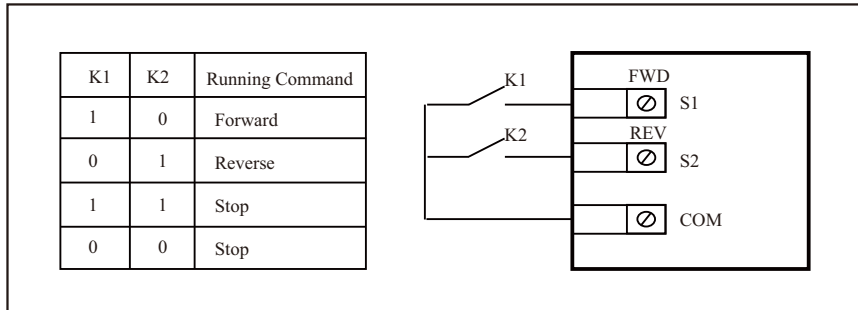 K1 K2 Running Command
1 0 Forward
0 1 Reverse
1 1 Stop
0 0 Stop
K1
FWD
S1
K2
REV
S2
COM